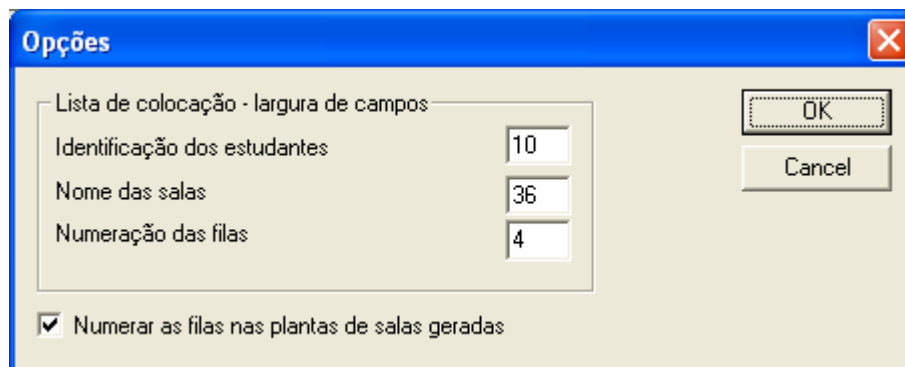 Opções
Lista de colocação - largura de campos
Identificação dos estudantes 10
Nome das salas 36
Numeração das filas 4
Numerar as filas nas plantas de salas geradas
OK
Cancel